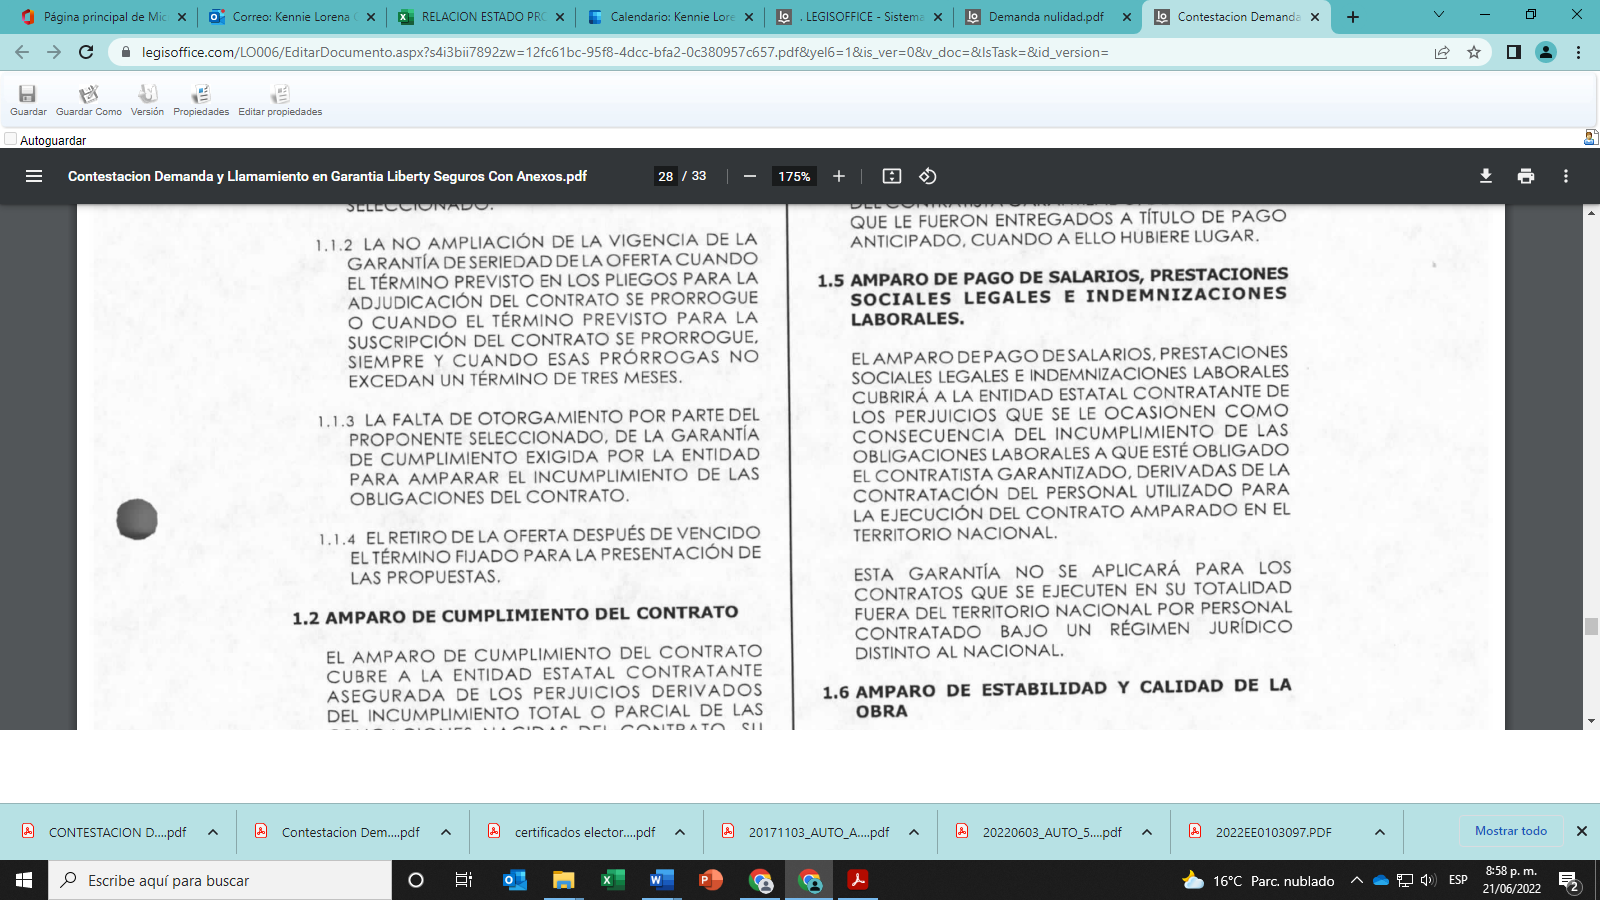 Página principal de Mic
Correo: Kennie Lorena
RELACION ESTADO PRO
Calendario: Kennie Lore
. LEGISOFFICE - Sistema
Demanda nulidad.pdf
Contestacion Demanda
legisoffice.com/LO006/EditarDocumento.aspx?s4i3bii7892zw=12fc61bc-95f8-4dcc-bfa2-0c380957c657.pdf&yel6=1&is_ver=0&v_doc=&IsTask=&id_version=
Guardar
Guardar Como
Versión
Propiedades
Editar propiedades
Autoguardar
Contestacion Demanda y Llamamiento en Garantia Liberty Seguros Con Anexos.pdf
28 / 33
175%
SELECCIONADO.
1.1.2 LA NO AMPLIACIÓN DE LA VIGENCIA DE LA
GARANTÍA DE SERIEDAD DE LA OFERTA CUANDO
EL TÉRMINO PREVISTO EN LOS PLIEGOS PARA LA
ADJUDICACIÓN DEL CONTRATO SE PRORROGUE
O CUANDO EL TÉRMINO PREVISTO PARA LA
SUSCRIPCIÓN DEL CONTRATO SE PRORROGUE,
SIEMPRE Y CUANDO ESAS PRÓRROGAS NO
EXCEDAN UN TÉRMINO DE TRES MESES.
1.1.3 LA FALTA DE OTORGAMIENTO POR PARTE DEL
PROPONENTE SELECCIONADO, DE LA GARANTÍA
DE CUMPLIMIENTO EXIGIDA POR LA ENTIDAD
PARA AMPARAR EL INCUMPLIMIENTO DE LAS
OBLIGACIONES DEL CONTRATO.
1.1.4 EL RETIRO DE LA OFERTA DESPUÉS DE VENCIDO
EL TÉRMINO FIJADO PARA LA PRESENTACIÓN DE
LAS PROPUESTAS.
1.2 AMPARO DE CUMPLIMIENTO DEL CONTRATO
EL AMPARO DE CUMPLIMIENTO DEL CONTRATO
CUBRE A LA ENTIDAD ESTATAL CONTRATANTE
ASEGURADA DE LOS PERJUICIOS DERIVADOS
DEL INCUMPLIMIENTO TOTAL O PARCIAL DE LAS
OBLIGACIONES NACIDAS DEL CONTRATO, SU
DEL CONTRATISTA
QUE LE FUERON ENTREGADOS A TÍTULO DE PAGO
ANTICIPADO, CUANDO A ELLO HUBIERE LUGAR.
1.5 AMPARO DE PAGO DE SALARIOS, PRESTACIONES
SOCIALES LEGALES E INDEMNIZACIONES
LABORALES.
EL AMPARO DE PAGO DE SALARIOS, PRESTACIONES
SOCIALES LEGALES E INDEMNIZACIONES LABORALES
CUBRIRÁ A LA ENTIDAD ESTATAL CONTRATANTE DE
LOS PERJUICIOS QUE SE LE OCASIONEN COMO
CONSECUENCIA DEL INCUMPLIMIENTO DE LAS
OBLIGACIONES LABORALES A QUE ESTÉ OBLIGADO
EL CONTRATISTA GARANTIZADO, DERIVADAS DE LA
CONTRATACIÓN DEL PERSONAL UTILIZADO PARA
LA EJECUCIÓN DEL CONTRATO AMPARADO EN EL
TERRITORIO NACIONAL.
ESTA GARANTÍA NO SE APLICARÁ PARA LOS
CONTRATOS QUE SE EJECUTEN EN SU TOTALIDAD
FUERA DEL TERRITORIO NACIONAL POR PERSONAL
CONTRATADO BAJO UN RÉGIMEN JURÍDICO
DISTINTO AL NACIONAL.
1.6 AMPARO DE ESTABILIDAD Y CALIDAD DE LA
OBRA
CONTESTACION D....pdf
Contestacion Dem....pdf
certificados elector....pdf
20171103_AUTO_A....pdf
20220603_AUTO_5....pdf
2022EE0103097.PDF
Mostrar todo
Escribe aquí para buscar
16°C Parc. nublado
ESP
8:58 p. m.
21/06/2022
2